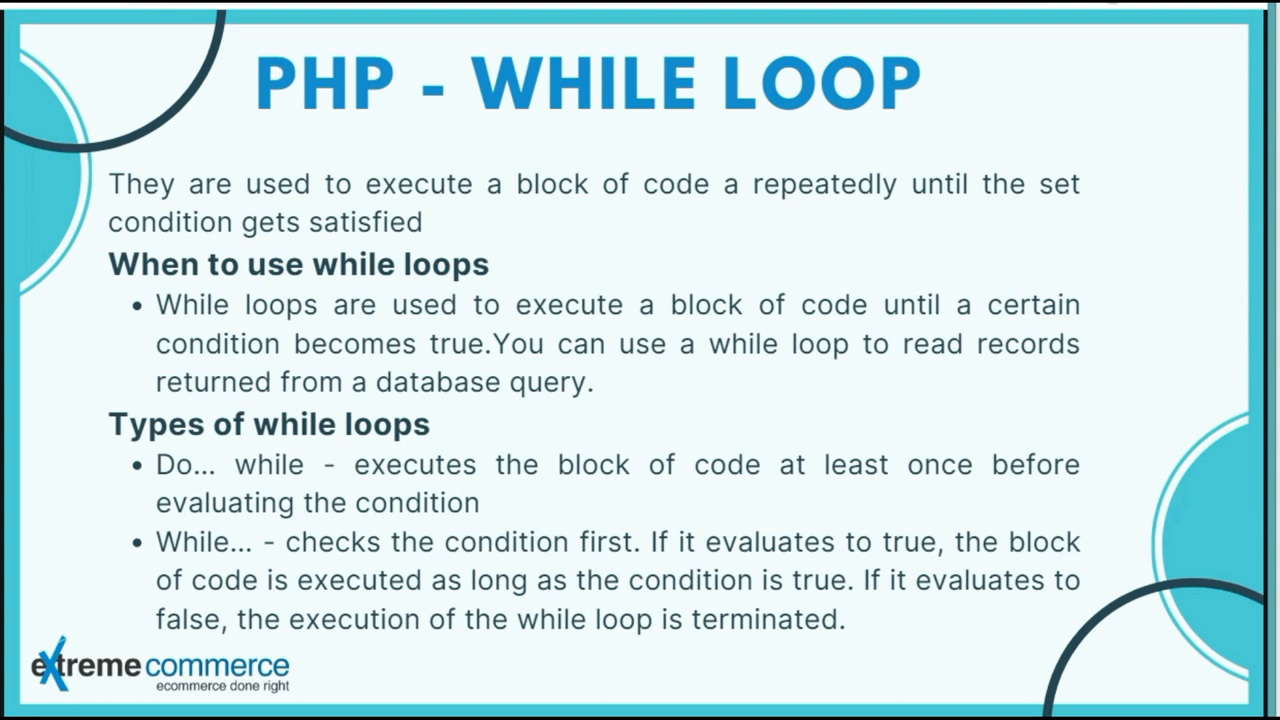 PHP - WHILE LOOP
They are used to execute a block of code a repeatedly until the set
condition gets satisfied
When to use while loops
• While loops are used to execute a block of code until a certain
condition becomes true.You can use a while loop to read records
returned from a database query.
Types of while loops
• Do... while - executes the block of code at least once before
evaluating the condition
• While... - checks the condition first. If it evaluates to true, the block
of code is executed as long as the condition is true. If it evaluates to
false, the execution of the while loop is terminated.
extreme commerce
ecommerce done right